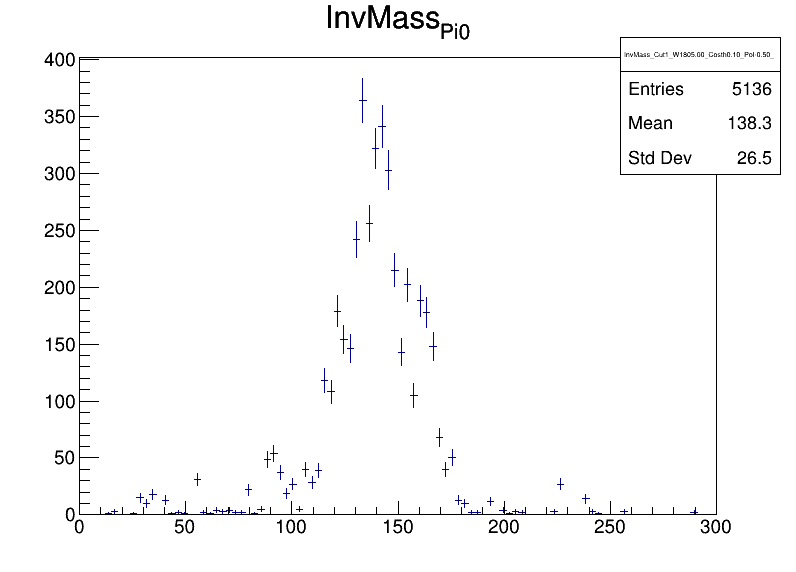 InvMass_Pi0
InvMass_Cut1_W1805.00_Costh0.10_Pol-0.50_
Entries 5136
Mean 138.3
Std Dev 26.5
400
350
300
250
200
150
100
50
0
0 50 100 150 200 250 300